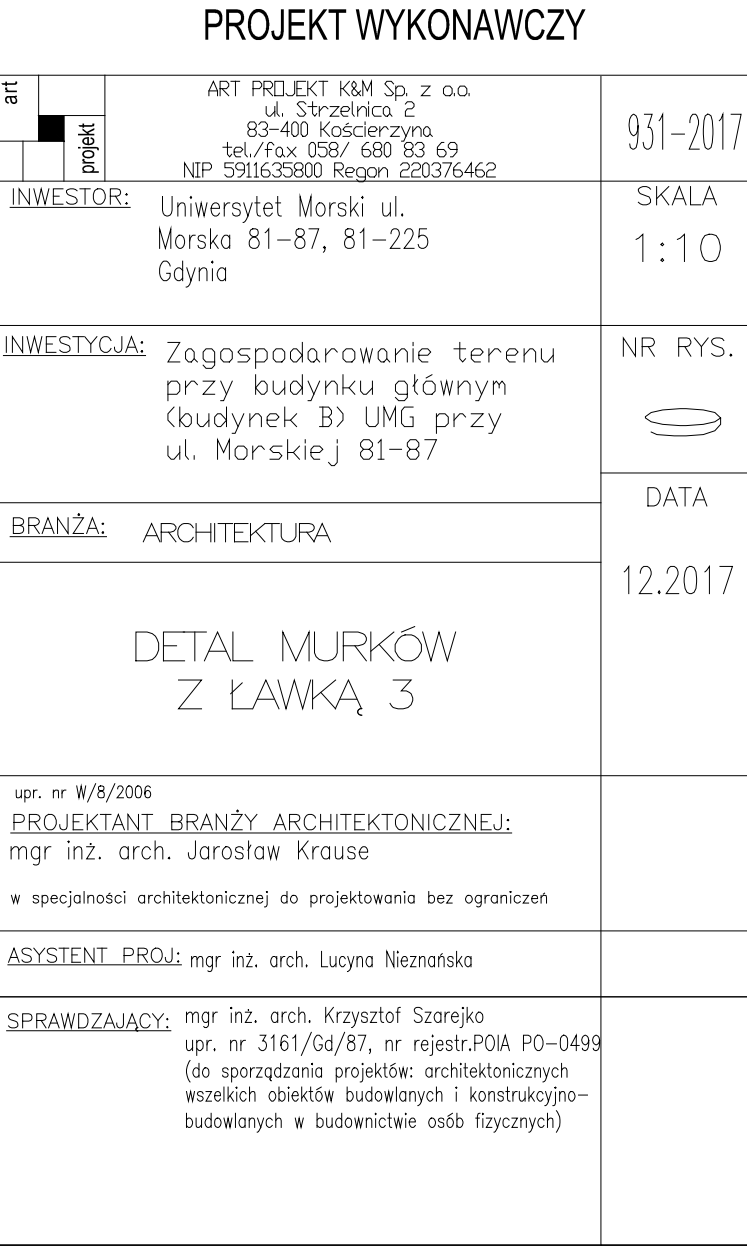 PROJEKT WYKONAWCZY
art
projekt
ART PROJEKT K&M Sp. z o.o.
ul. Strzelnica 2
83-400 Kościerzyna
tel./fax 058/ 680 83 69
NIP 5911635800 Regon 220376462
931-2017
INWESTOR:
Uniwersytet Morski ul.
Morska 81-87, 81-225
Gdynia
SKALA
1:10
INWESTYCJA:
Zagospodarowanie terenu
przy budynku głównym
(budynek B) UMG przy
ul. Morskiej 81-87
NR RYS.
BRANŻA:
ARCHITEKTURA
DATA
12.2017
DETAL MURKÓW
Z ŁAWKĄ 3
upr. nr W/8/2006
PROJEKTANT BRANŻY ARCHITEKTONICZNEJ:
mgr inż. arch. Jarosław Krause
w specjalności architektonicznej do projektowania bez ograniczeń
ASYSTENT PROJ:
mgr inż. arch. Lucyna Nieznańska
SPRAWDZAJĄCY:
mgr inż. arch. Krzysztof Szarejko
upr. nr 3161/Gd/87, nr rejestr.POIA PO-0499
(do sporządzania projektów: architektonicznych
wszelkich obiektów budowlanych i konstrukcyjno-
budowlanych w budownictwie osób fizycznych)